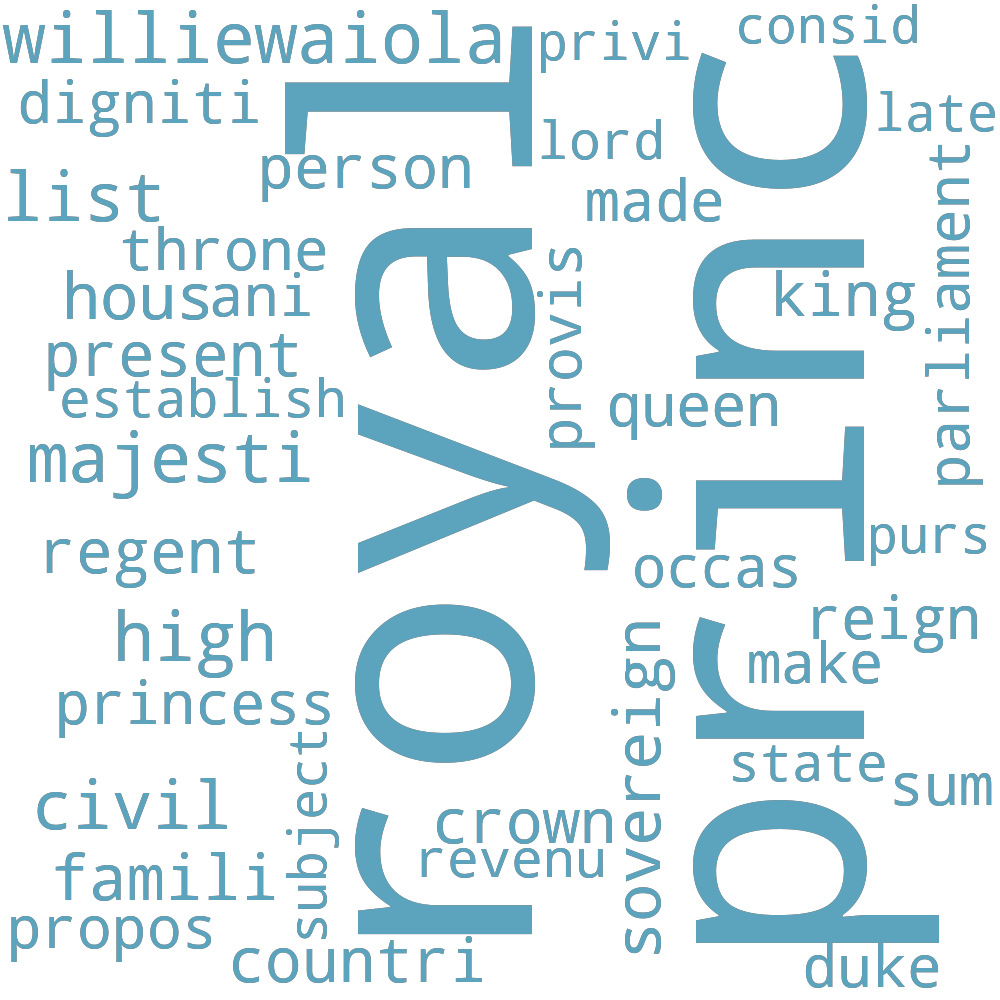 williewaiola
privi
consid
digniti
late
lord
person
list
made
throne
parliament
housani
king
provis
present
establish
queen
royal
princ
majesti
regent
purs
occas
high
reign
make
princess
sovereign
subject
state
civil
sum
crown
revenu
famili
propos
countri
duke